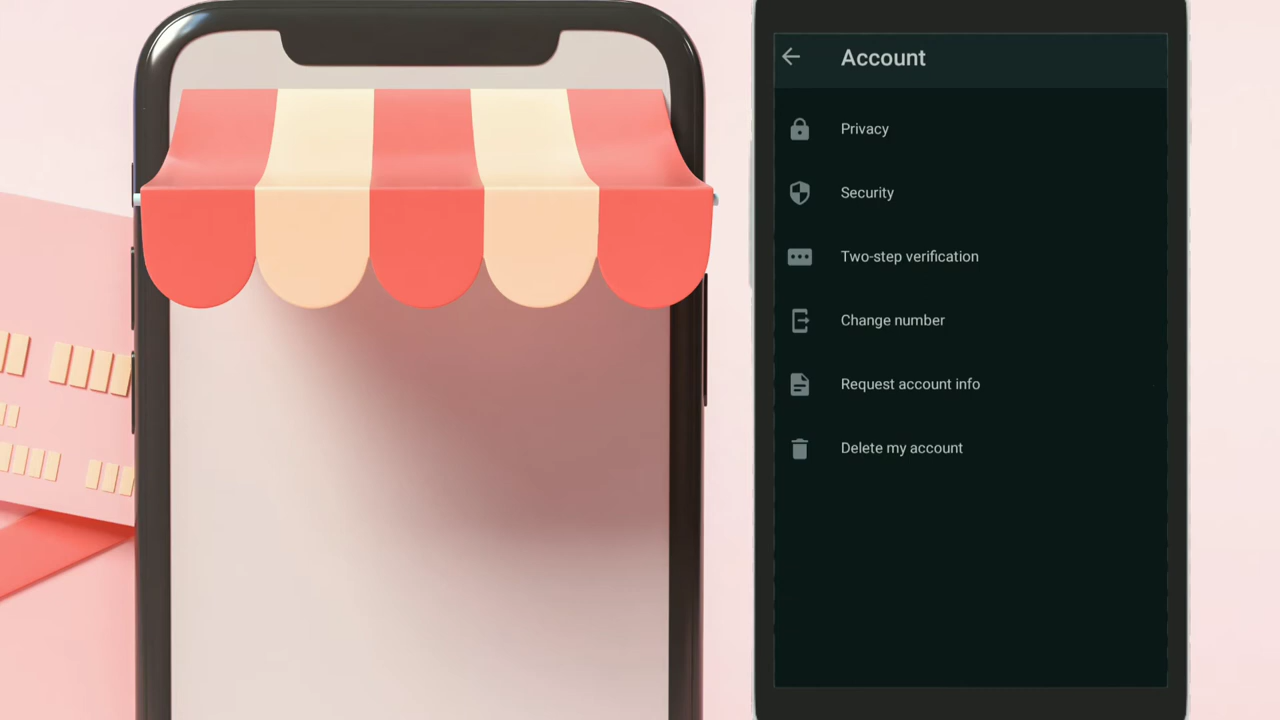 Account
Privacy
Security
Two-step verification
Change number
Request account info
Delete my account